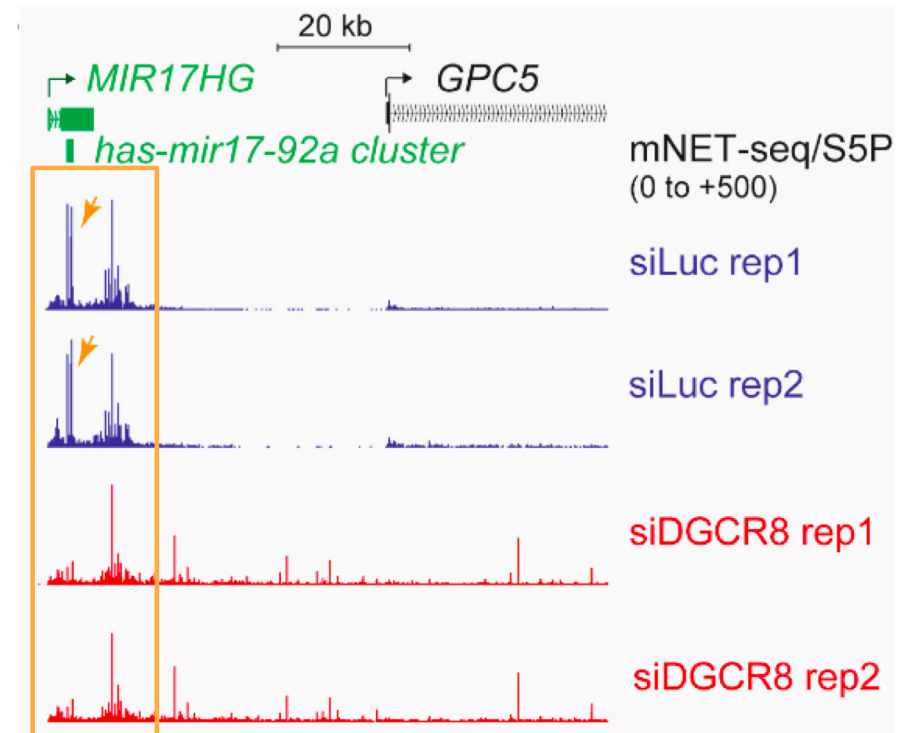 20 kb
MIR17HG
GPC5
has-mir17-92a cluster
mNET-seq/S5P
(0 to +500)
siLuc rep1
siLuc rep2
siDGCR8 rep1
siDGCR8 rep2